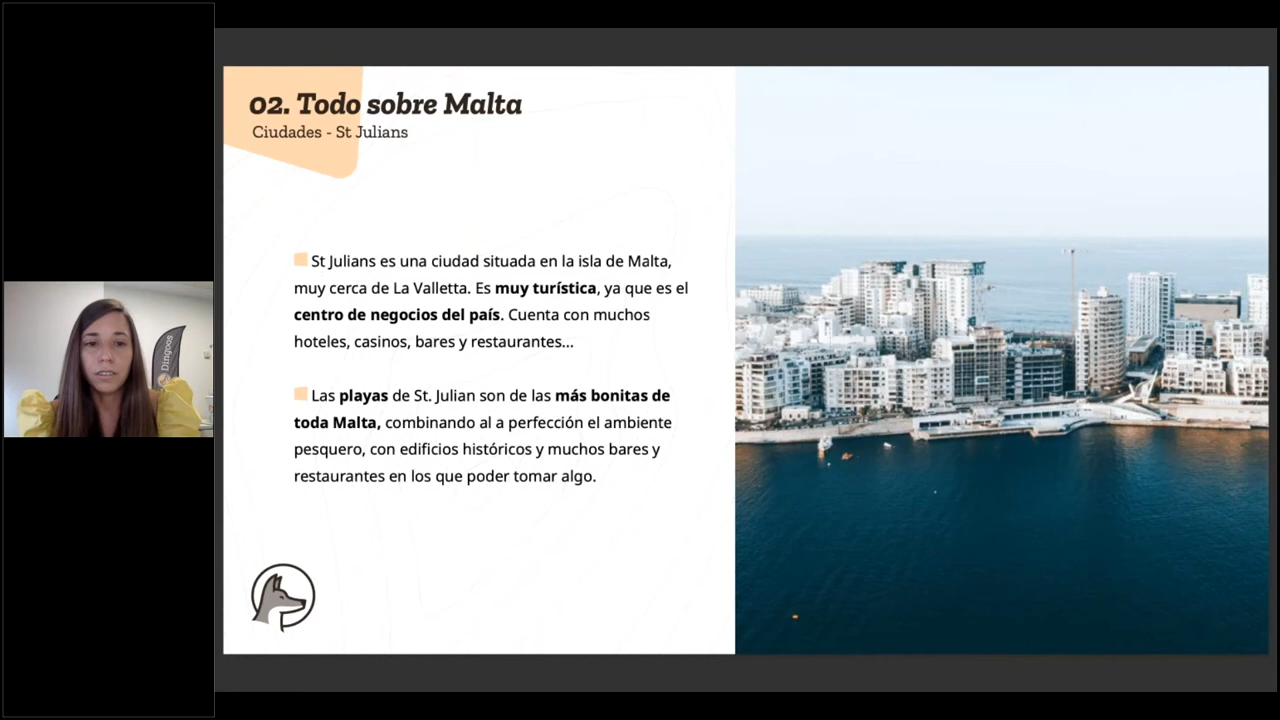 02. Todo sobre Malta
Ciudades - St Julians
St Julians es una ciudad situada en la isla de Malta,
muy cerca de La Valletta. Es muy turística, ya que es el
centro de negocios del país. Cuenta con muchos
hoteles, casinos, bares y restaurantes...
Las playas de St. Julian son de las más bonitas de
toda Malta, combinando al a perfección el ambiente
pesquero, con edificios históricos y muchos bares y
restaurantes en los que poder tomar algo.
Dingoos